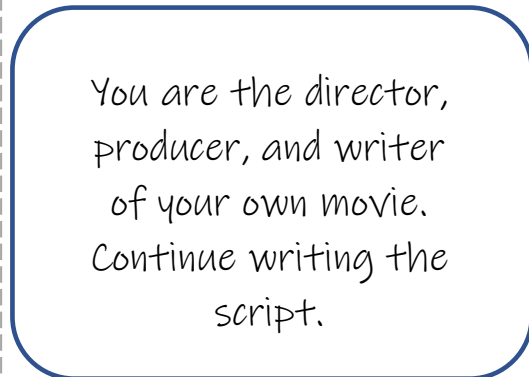 You are the director,
producer, and writer
of your own movie.
Continue writing the
script.